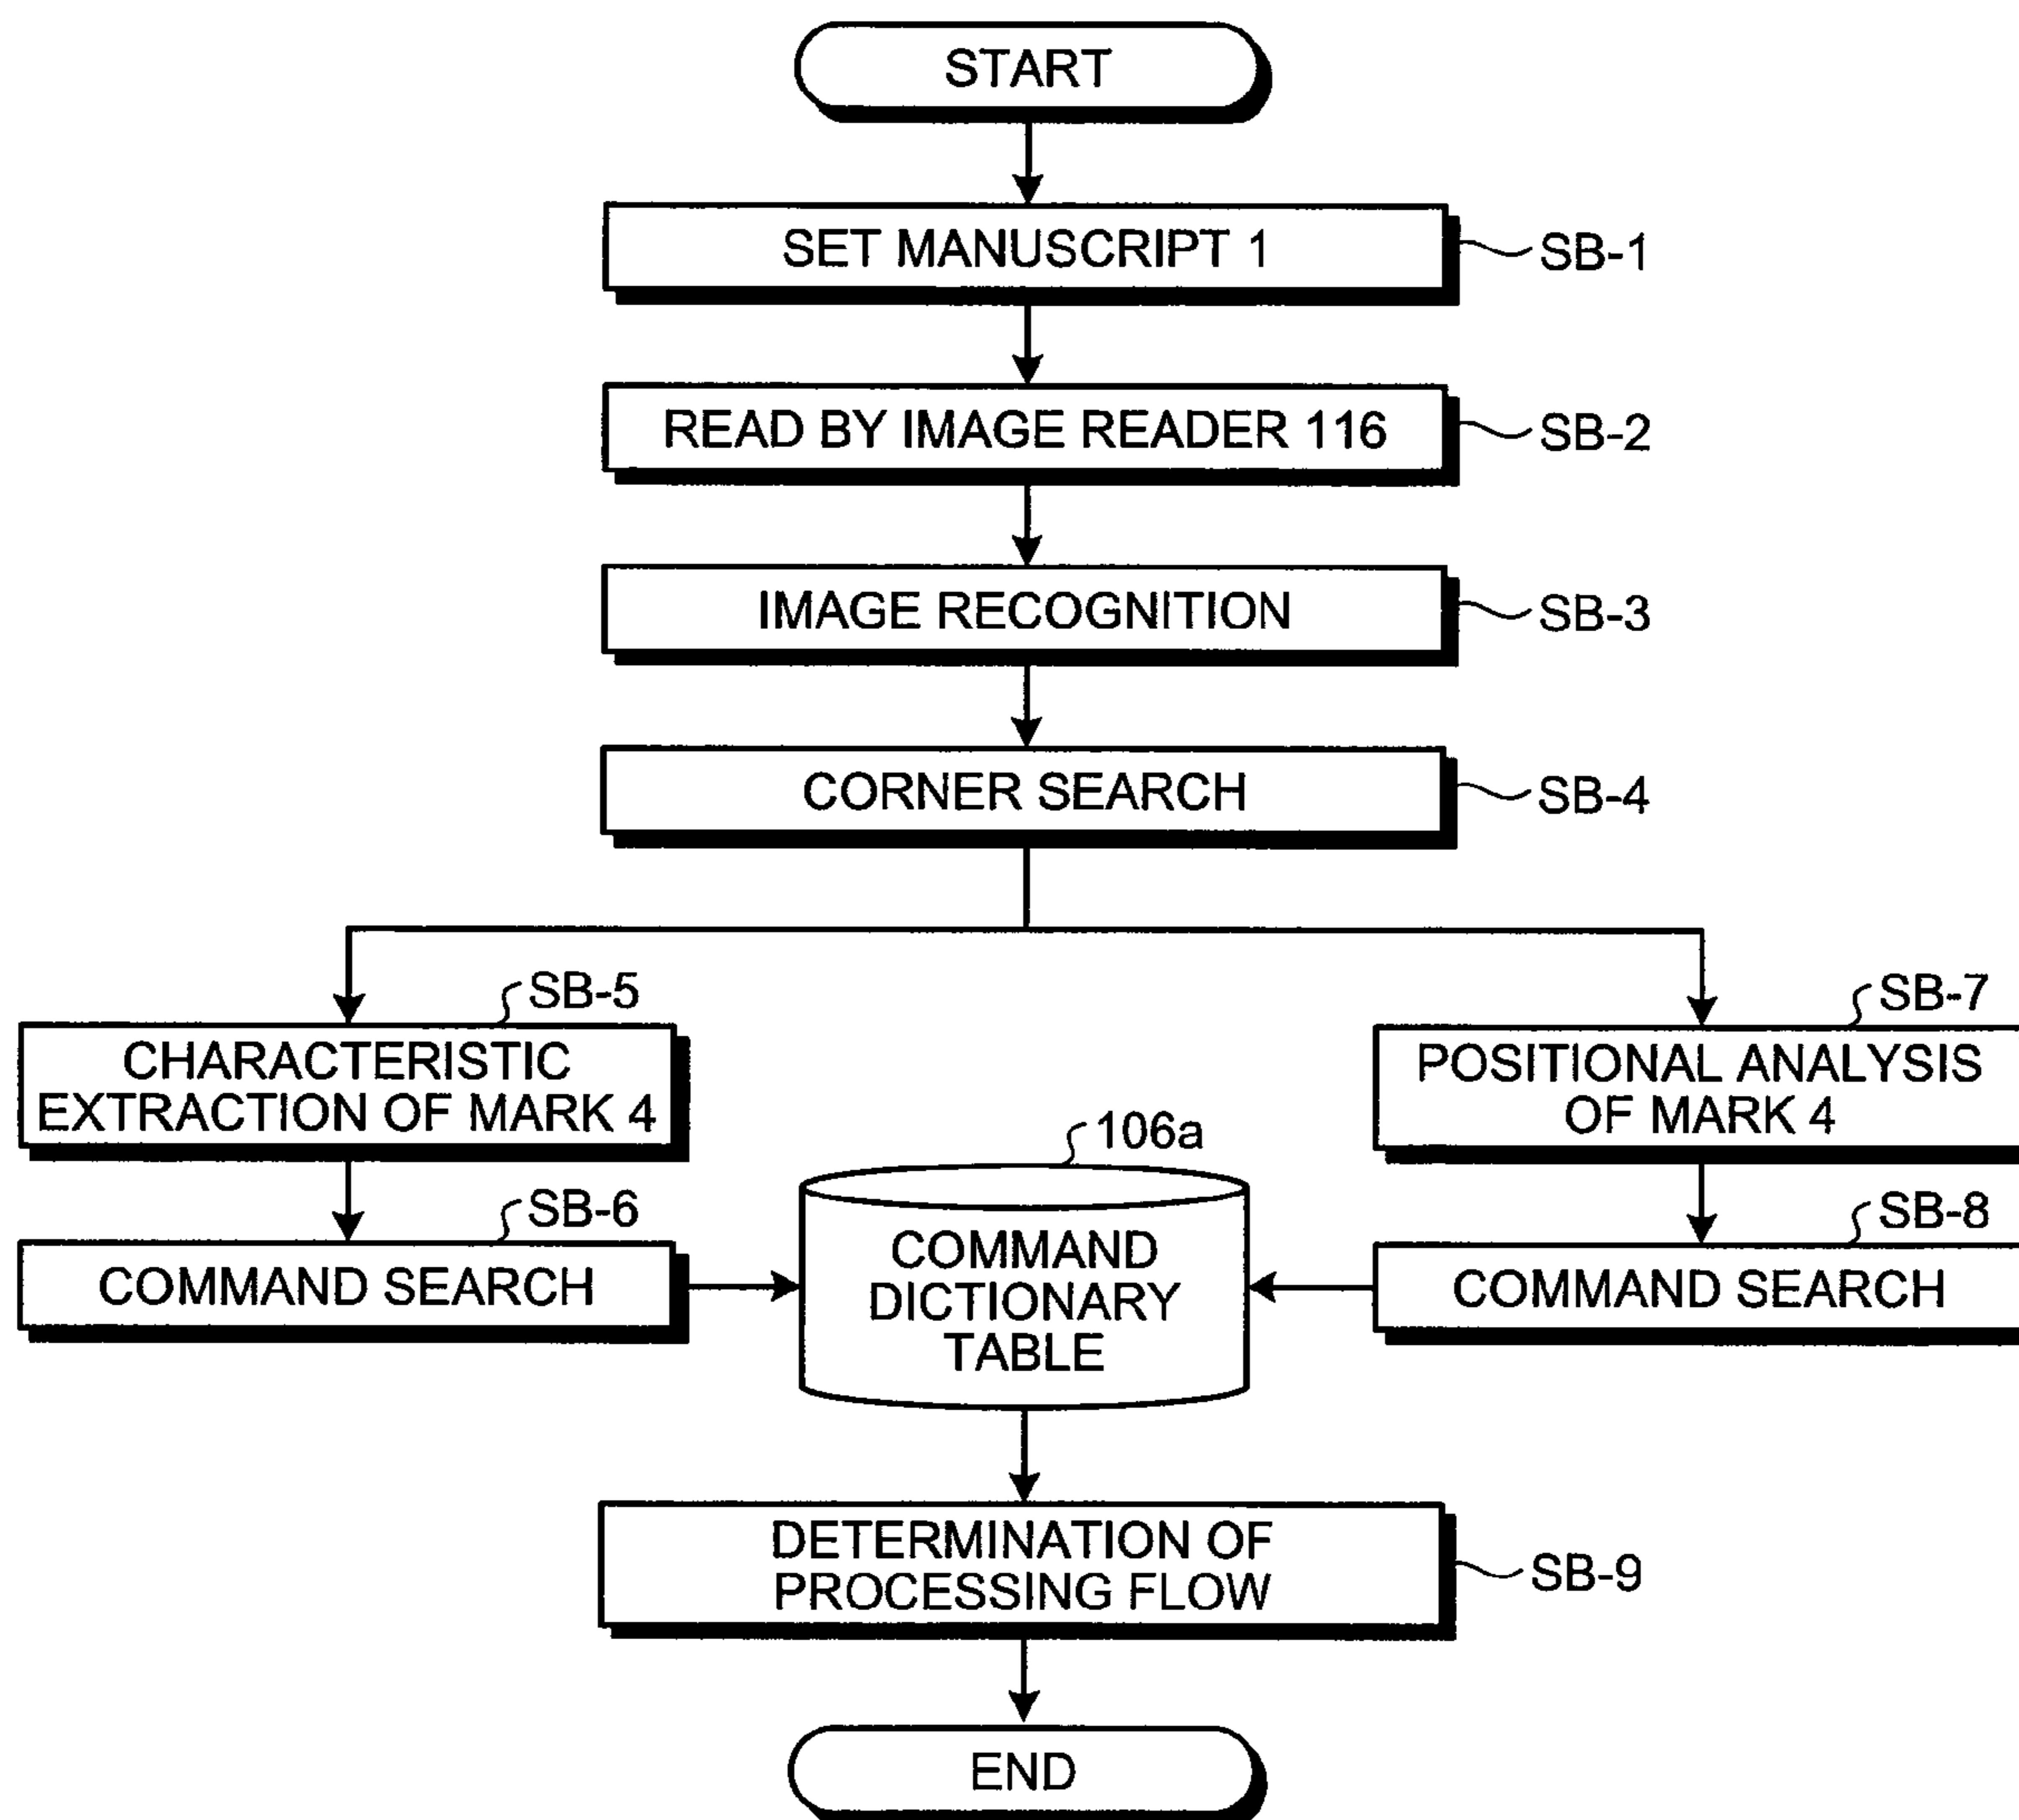 START
SET MANUSCRIPT 1
SB-1
READ BY IMAGE READER 116
SB-2
IMAGE RECOGNITION
SB-3
CORNER SEARCH
SB-4
SB-5
CHARACTERISTIC
EXTRACTION OF MARK 4
SB-6
COMMAND SEARCH
SB-7
POSITIONAL ANALYSIS
OF MARK 4
SB-8
COMMAND SEARCH
106a
COMMAND
DICTIONARY
TABLE
DETERMINATION OF
PROCESSING FLOW
SB-9
END